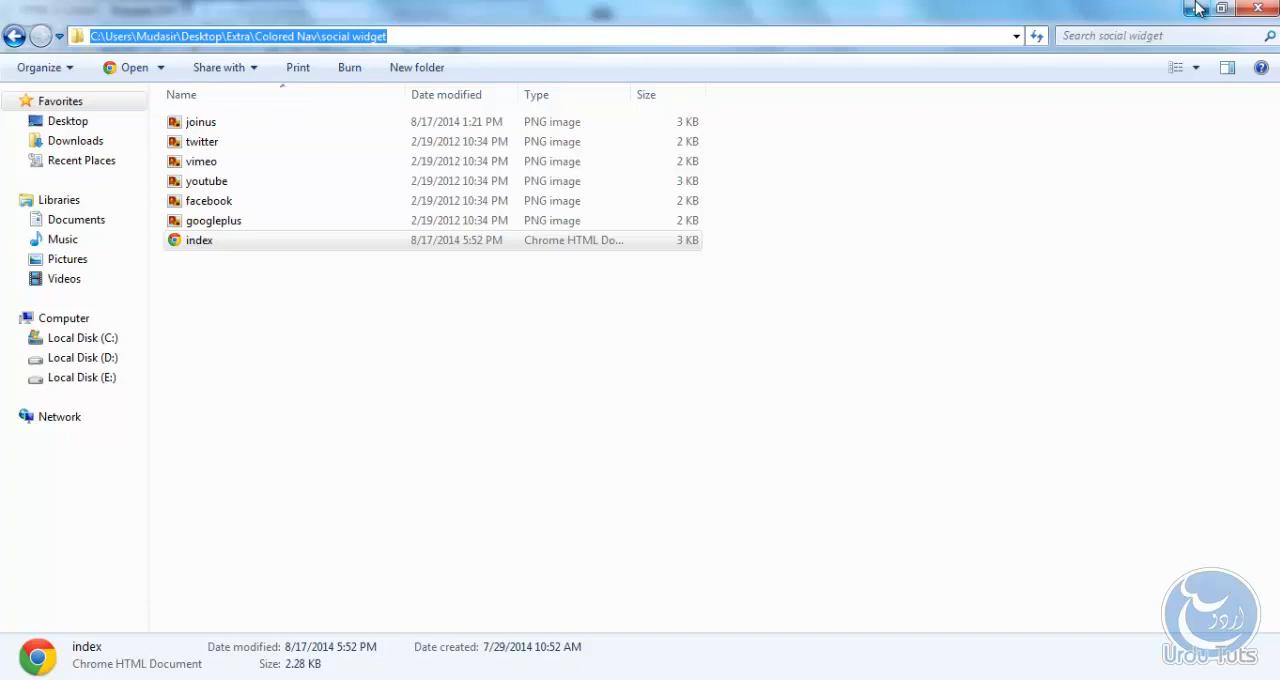 C:\Users\Mudasir\Desktop\Extra\Colored Nav\social widget
Search social widget
Organize Open Share with Print Burn New folder
Name Date modified Type Size
Favorites
Desktop
Downloads
Recent Places
Libraries
Documents
Music
Pictures
Videos
Computer
Local Disk (C:)
Local Disk (D:)
Local Disk (E:)
Network
joinus 8/17/2014 1:21 PM PNG image 3 KB
twitter 2/19/2012 10:34 PM PNG image 2 KB
vimeo 2/19/2012 10:34 PM PNG image 2 KB
youtube 2/19/2012 10:34 PM PNG image 3 KB
facebook 2/19/2012 10:34 PM PNG image 2 KB
googleplus 2/19/2012 10:34 PM PNG image 2 KB
index 8/17/2014 5:52 PM Chrome HTML Do... 3 KB
index Date modified: 8/17/2014 5:52 PM Date created: 7/29/2014 10:52 AM
Chrome HTML Document Size: 2.28 KB
اردو
Urdu Tuts